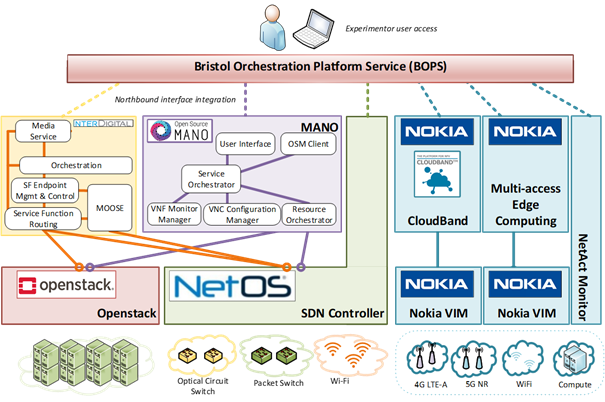 Experimentor user access
Bristol Orchestration Platform Service (BOPS)
Northbound interface integration
INTERDIGITAL
Media
Service
Orchestration
SF Endpoint
Mgmt & Control
MOOSE
Service Function
Routing
Open Source
MANO
MANO
User Interface
OSM Client
Service
Orchestrator
VNF Monitor
Manager
VNC Configuration
Manager
Resource
Orchestrator
NOKIA
CLOUDBAND
CloudBand
NOKIA
Multi-access
Edge
Computing
NetAct Monitor
openstack.
Openstack
NetOS
SDN Controller
NOKIA
Nokia VIM
NOKIA
Nokia VIM
Optical Circuit
Switch
Packet Switch
Wi-Fi
4G LTE-A
5G NR
WiFi
Compute